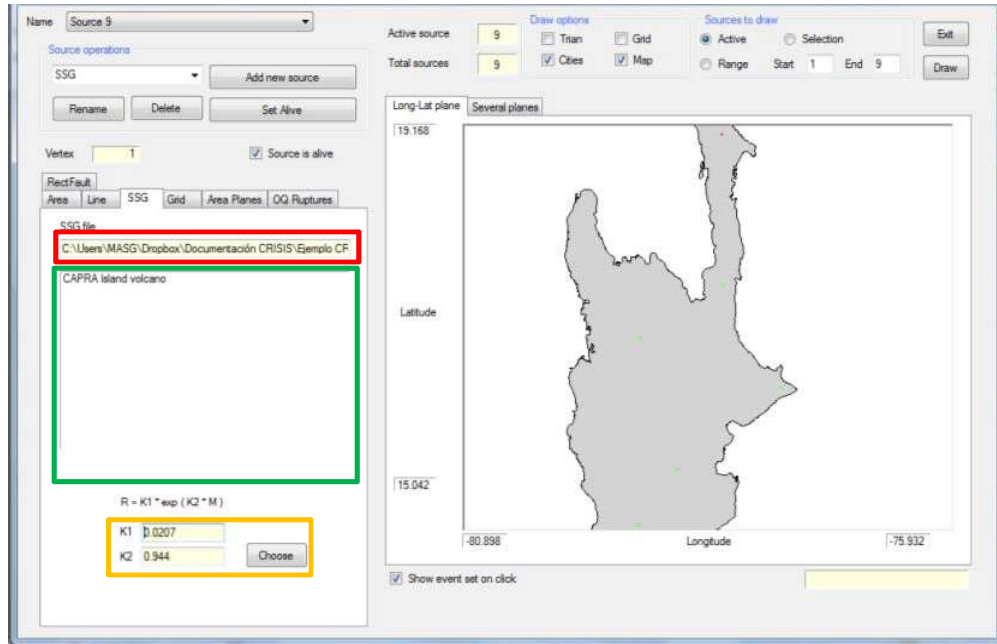 Name Source 9
Source operations
SSG
Add new source
Rename
Delete
Set Alive
Vertex 1
Source is alive
RectFault
Area Line SSG Grid Area Planes OQ Ruptures
SSG file
C:\Users\MASG\Dropbox\Documentación CRISIS\Ejemplo CF
CAPRA Island volcano
R = K1 * exp ( K2 * M )
K1 0.0207
K2 0.944
Choose
Active source 9
Total sources 9
Draw options
Trian Grid
Cities Map
Sources to draw
Active Selection
Range Start 1 End 9
Exit
Draw
Long-Lat plane Several planes
19.168
Latitude
15.042
-80.898 Longitude -75.932
Show event set on click